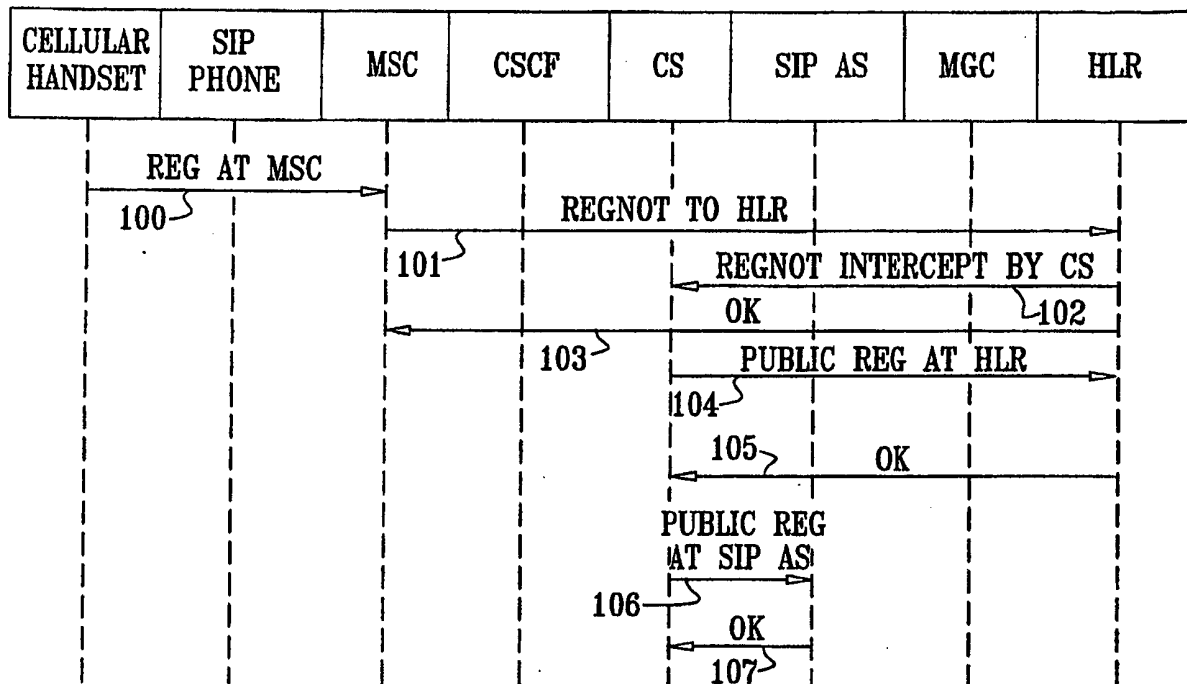 CELLULAR HANDSET
SIP PHONE
MSC
CSCF
CS
SIP AS
MGC
HLR
REG AT MSC
100
REGNOT TO HLR
101
REGNOT INTERCEPT BY CS
102
OK
103
PUBLIC REG AT HLR
104
105
OK
PUBLIC REG
AT SIP AS
106
OK
107